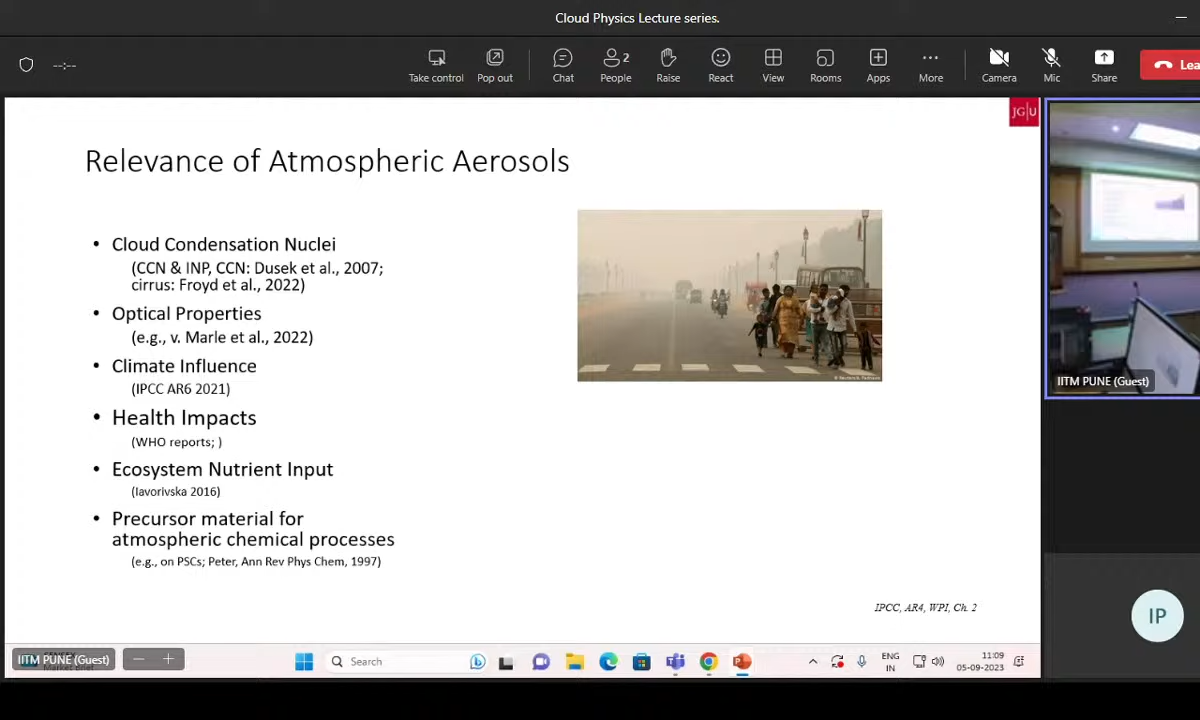 Cloud Physics Lecture series.
--:--
Take control
Pop out
Chat
People
2
Raise
React
View
Rooms
Apps
More
Camera
Mic
Share
Lea
JG|U
Relevance of Atmospheric Aerosols
• Cloud Condensation Nuclei
(CCN & INP, CCN: Dusek et al., 2007;
cirrus: Froyd et al., 2022)
• Optical Properties
(e.g., v. Marle et al., 2022)
• Climate Influence
(IPCC AR6 2021)
• Health Impacts
(WHO reports; )
• Ecosystem Nutrient Input
(Iavorivska 2016)
• Precursor material for
atmospheric chemical processes
(e.g., on PSCs; Peter, Ann Rev Phys Chem, 1997)
IPCC, AR4, WPI, Ch. 2
IITM PUNE (Guest)
IP
IITM PUNE (Guest)
Search
ENG
IN
11:09
05-09-2023